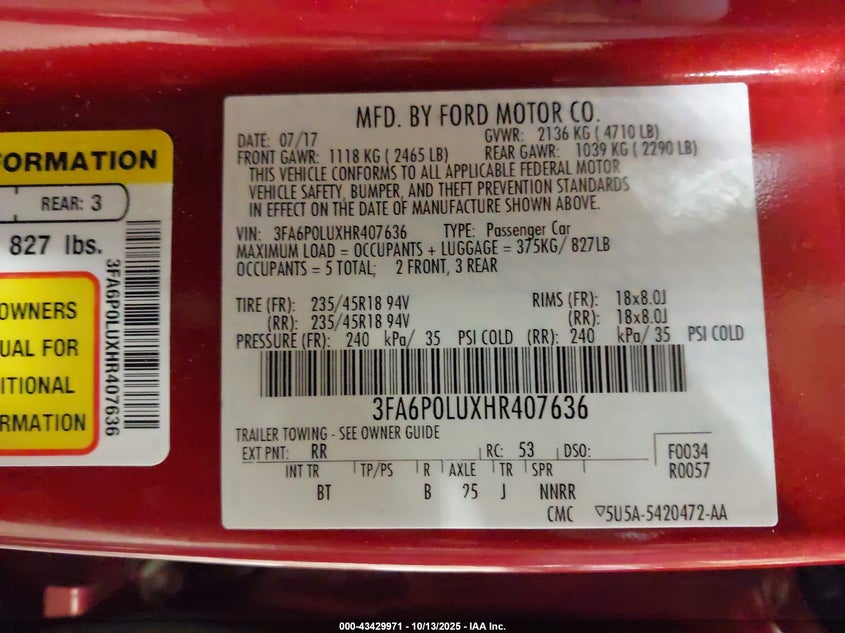 FORMATION
REAR: 3
827 lbs.
3FA6P0LUXHR407636
OWNERS
UAL FOR
ITIONAL
RMATION
MFD. BY FORD MOTOR CO.
DATE: 07/17 GVWR: 2136 KG ( 4710 LB)
FRONT GAWR: 1118 KG ( 2465 LB) REAR GAWR: 1039 KG ( 2290 LB)
THIS VEHICLE CONFORMS TO ALL APPLICABLE FEDERAL MOTOR
VEHICLE SAFETY, BUMPER, AND THEFT PREVENTION STANDARDS
IN EFFECT ON THE DATE OF MANUFACTURE SHOWN ABOVE.
VIN: 3FA6P0LUXHR407636 TYPE: Passenger Car
MAXIMUM LOAD = OCCUPANTS + LUGGAGE = 375KG/ 827LB
OCCUPANTS = 5 TOTAL; 2 FRONT, 3 REAR
TIRE (FR): 235/45R18 94V RIMS (FR): 18x8.0J
(RR): 235/45R18 94V (RR): 18x8.0J
PRESSURE (FR): 240 kPa/ 35 PSI COLD (RR): 240 kPa/ 35 PSI COLD
3FA6P0LUXHR407636
TRAILER TOWING - SEE OWNER GUIDE
EXT PNT: RR RC: 53 DSO: F0034
R0057
INT TR TP/PS R AXLE TR SPR
BT B 25 J NNRR
CMC ▽5U5A-5420472-AA
000-43429971 - 10/13/2025 - IAA Inc.